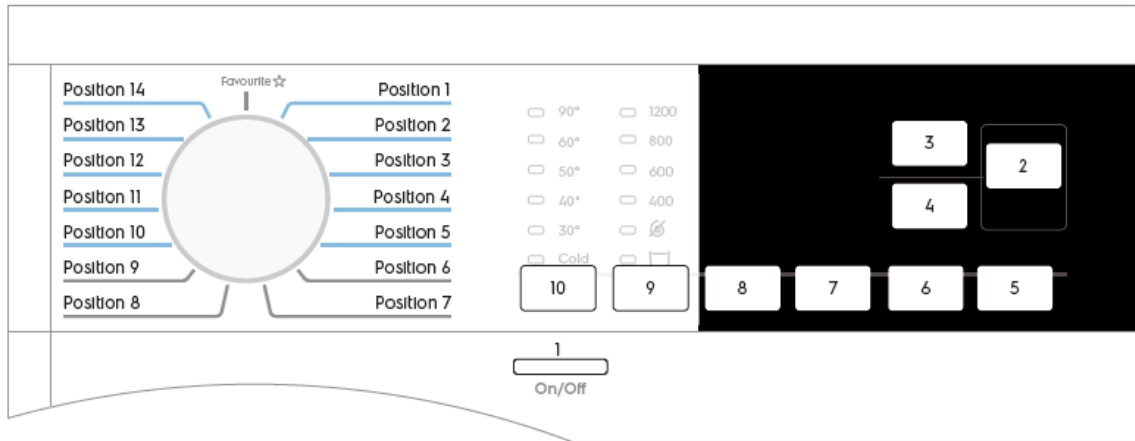 Favourite
Position 14
Position 1
Position 13
Position 2
Position 12
Position 3
Position 11
Position 4
Position 10
Position 5
Position 9
Position 6
Position 8
Position 7
90° 1200
60° 800
50° 600
40° 400
30°
Cold
3
2
4
10
9
8
7
6
5
1
On/Off